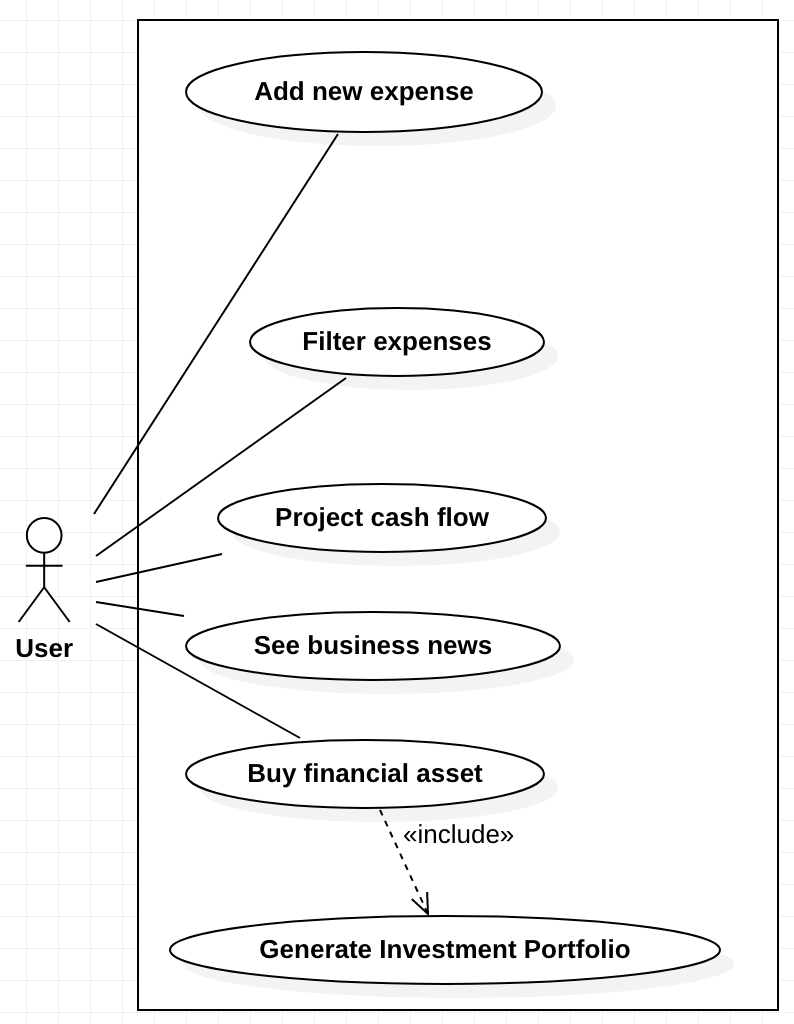 Add new expense
Filter expenses
Project cash flow
See business news
User
Buy financial asset
«include»
Generate Investment Portfolio